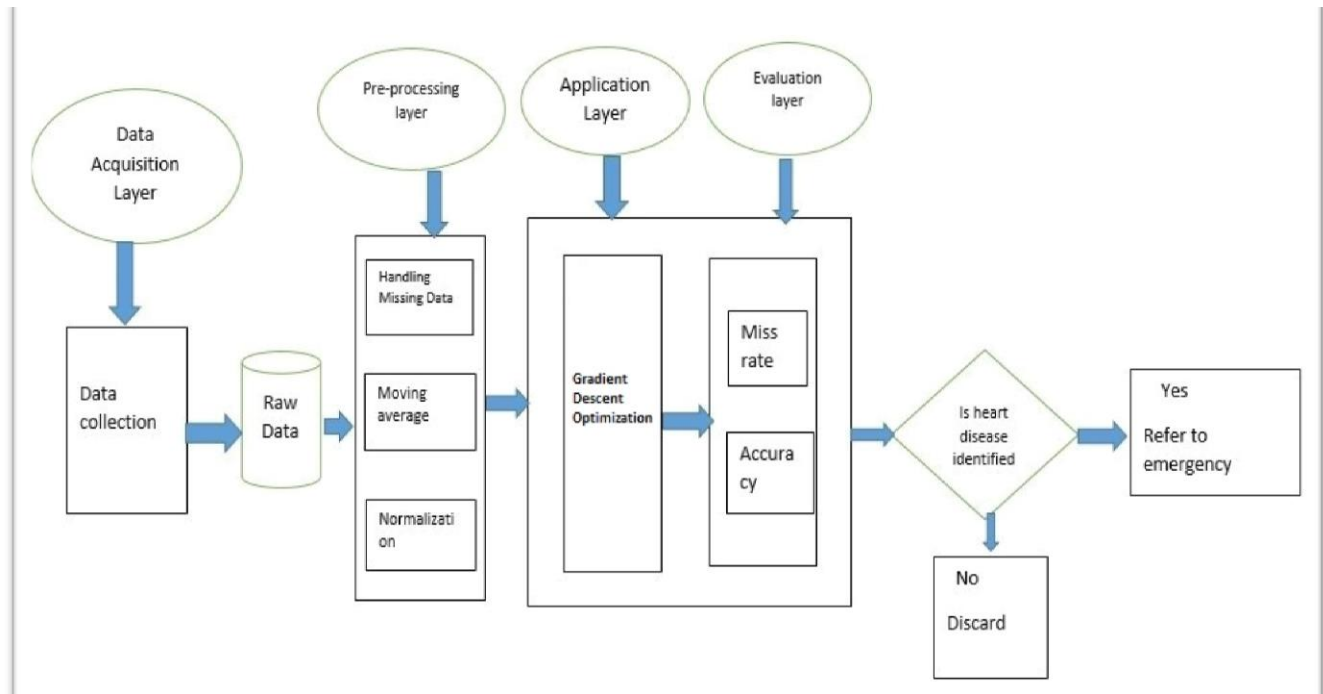 Data
Acquisition
Layer
Pre-processing
layer
Application
Layer
Evaluation
layer
Data
collection
Raw
Data
Handling
Missing Data
Moving
average
Normalizati
on
Gradient
Descent
Optimization
Miss
rate
Accura
cy
Is heart
disease
identified
Yes
Refer to
emergency
No
Discard